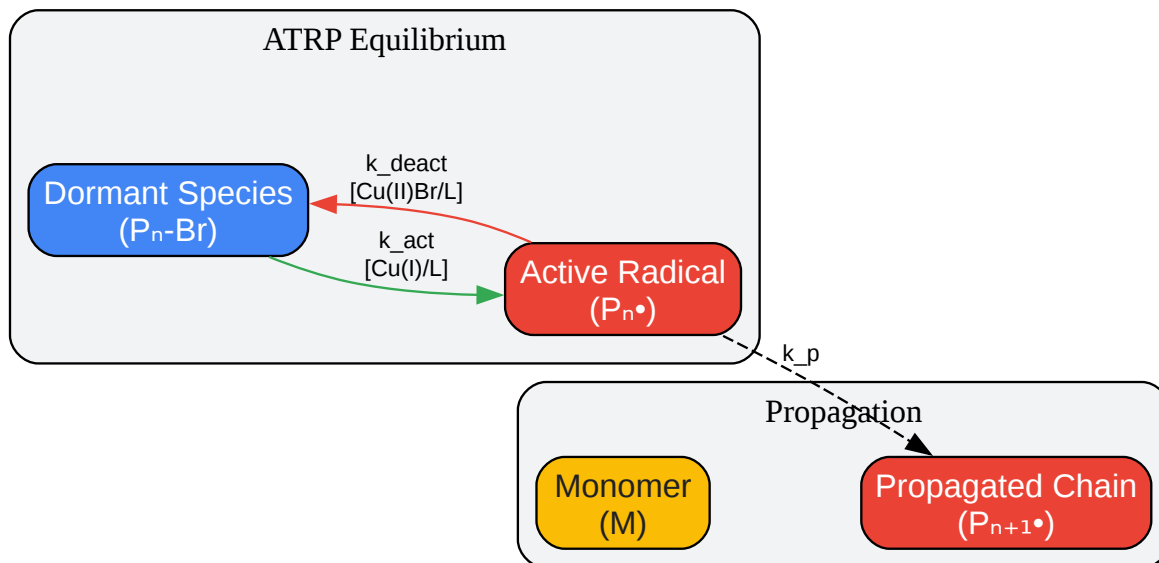 ATRP Equilibrium
k_deact
[Cu(II)Br/L]
Dormant Species
(Pₙ-Br)
k_act
[Cu(I)/L]
Active Radical
(Pₙ•)
k_p
Propagation
Monomer
(M)
Propagated Chain
(Pₙ₊₁•)